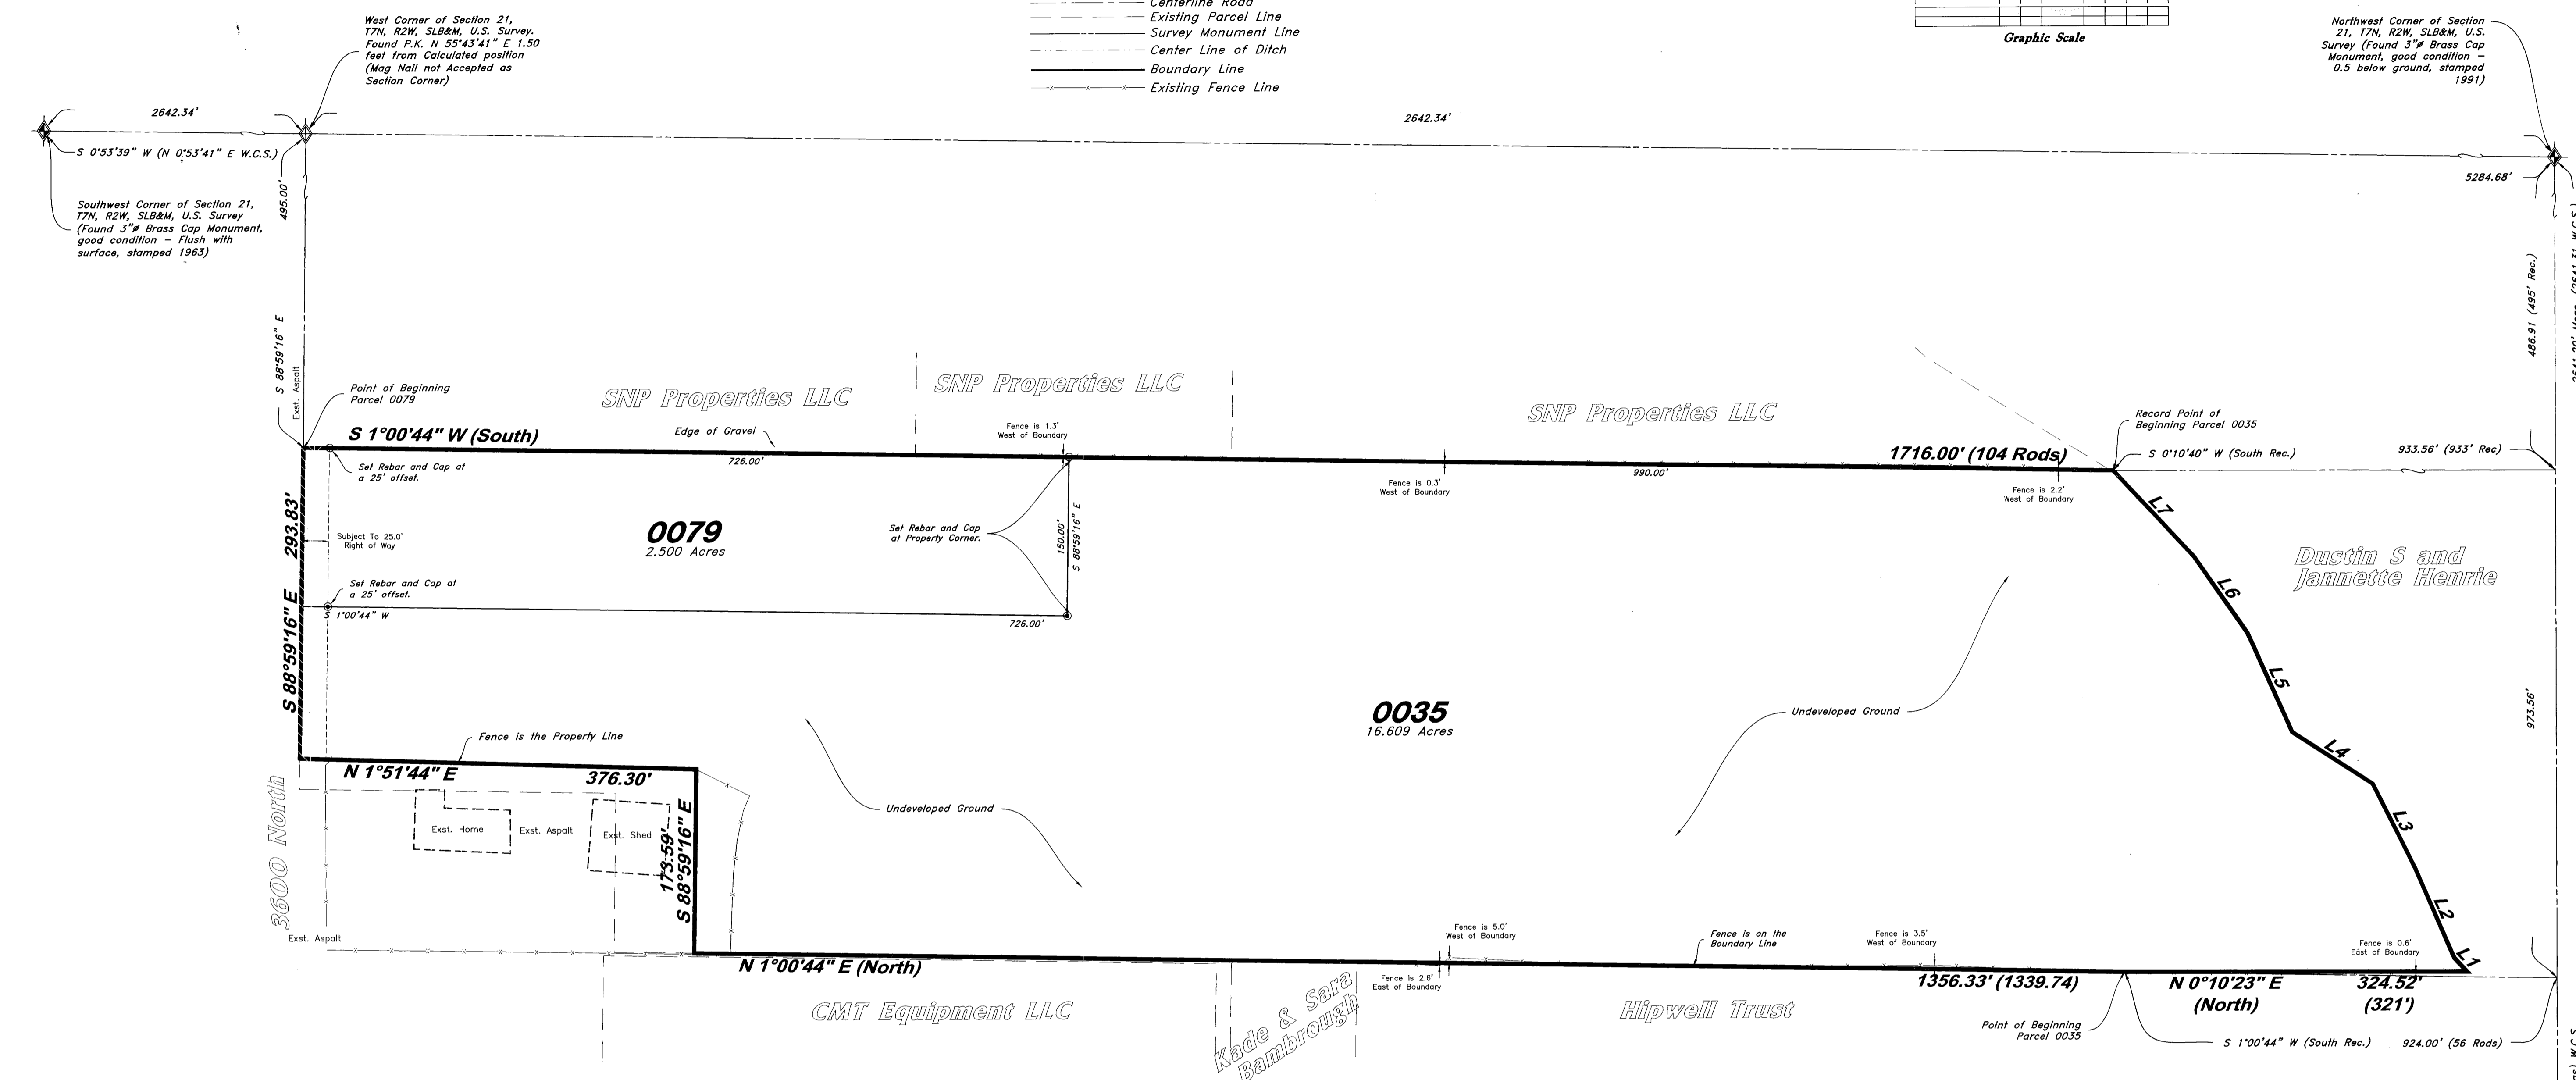 Centerline Road
Existing Parcel Line
Survey Monument Line
Center Line of Ditch
Boundary Line
Existing Fence Line
Graphic Scale
West Corner of Section 21,
T7N, R2W, SLB&M, U.S. Survey.
Found P.K. N 55°43'41" E 1.50
feet from Calculated position
(Mag Nail not Accepted as
Section Corner)
Northwest Corner of Section
21, T7N, R2W, SLB&M, U.S.
Survey (Found 3"ø Brass Cap
Monument, good condition –
0.5 below ground, stamped
1991)
2642.34'
2642.34'
S 0°53'39" W (N 0°53'41" E W.C.S.)
5284.68'
495.00'
Southwest Corner of Section 21,
T7N, R2W, SLB&M, U.S. Survey
(Found 3"ø Brass Cap Monument,
good condition – Flush with
surface, stamped 1963)
486.91 (495' Rec.)
S 88°59'16" E
Exst. Aspalt
Point of Beginning
Parcel 0079
SNP Properties LLC
SNP Properties LLC
SNP Properties LLC
Record Point of
Beginning Parcel 0035
S 1°00'44" W (South)
Edge of Gravel
Fence is 1.3'
West of Boundary
726.00'
990.00'
1716.00' (104 Rods)
S 0°10'40" W (South Rec.)
933.56' (933' Rec)
Set Rebar and Cap at
a 25' offset.
Fence is 0.3'
West of Boundary
Fence is 2.2'
West of Boundary
293.83'
S 88°59'16" E
Subject To 25.0'
Right of Way
0079
2.500 Acres
Set Rebar and Cap
at Property Corner.
150.00'
S 88°59'16" E
L7
Dustin S and
Jannette Henrie
Set Rebar and Cap at
a 25' offset.
S 1°00'44" W
726.00'
L6
L5
0035
16.609 Acres
Undeveloped Ground
973.56'
Fence is the Property Line
N 1°51'44" E
376.30'
L4
3600 North
Exst. Home
Exst. Aspalt
Exst. Shed
173.59'
S 88°59'16" E
Undeveloped Ground
L3
L2
L1
Exst. Aspalt
N 1°00'44" E (North)
Fence is 5.0'
West of Boundary
Fence is 2.6'
East of Boundary
Fence is on the
Boundary Line
Fence is 3.5'
West of Boundary
Fence is 0.6'
East of Boundary
1356.33' (1339.74)
N 0°10'23" E
(North)
324.52'
(321')
CMT Equipment LLC
Kade & Sara
Bambrough
Hipwell Trust
Point of Beginning
Parcel 0035
S 1°00'44" W (South Rec.)
924.00' (56 Rods)